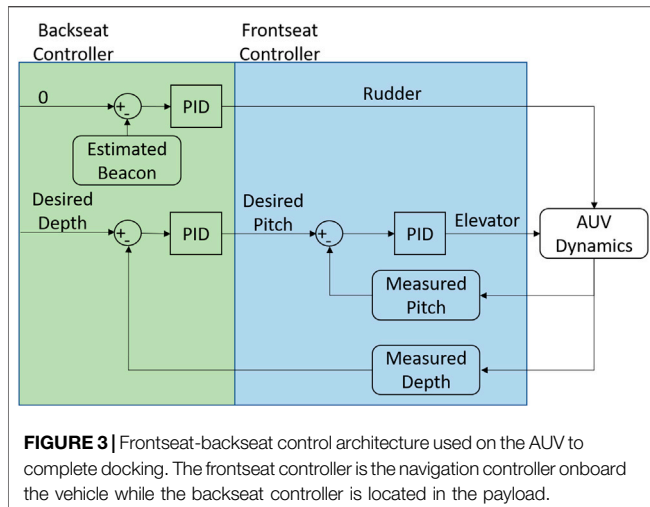 Backseat
Controller
Frontseat
Controller
0
+
-
PID
Rudder
Estimated
Beacon
Desired
Depth
+
-
PID
Desired
Pitch
+
-
PID
Elevator
AUV
Dynamics
Measured
Pitch
Measured
Depth
FIGURE 3 | Frontseat-backseat control architecture used on the AUV to
complete docking. The frontseat controller is the navigation controller onboard
the vehicle while the backseat controller is located in the payload.